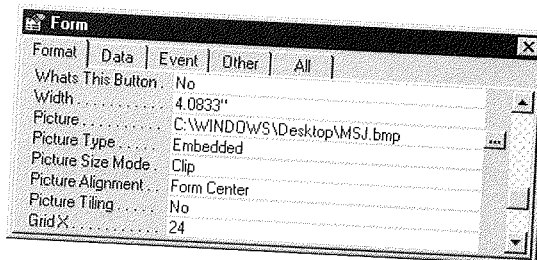 Form
Format Data Event Other All
Whats This Button . No
Width . . . . . . . . . . . 4.0833"
Picture . . . . . . . . . . C:\WINDOWS\Desktop\MSJ.bmp ...
Picture Type . . . . . Embedded
Picture Size Mode . Clip
Picture Alignment . . Form Center
Picture Tiling . . . . . No
Grid X . . . . . . . . . . . 24